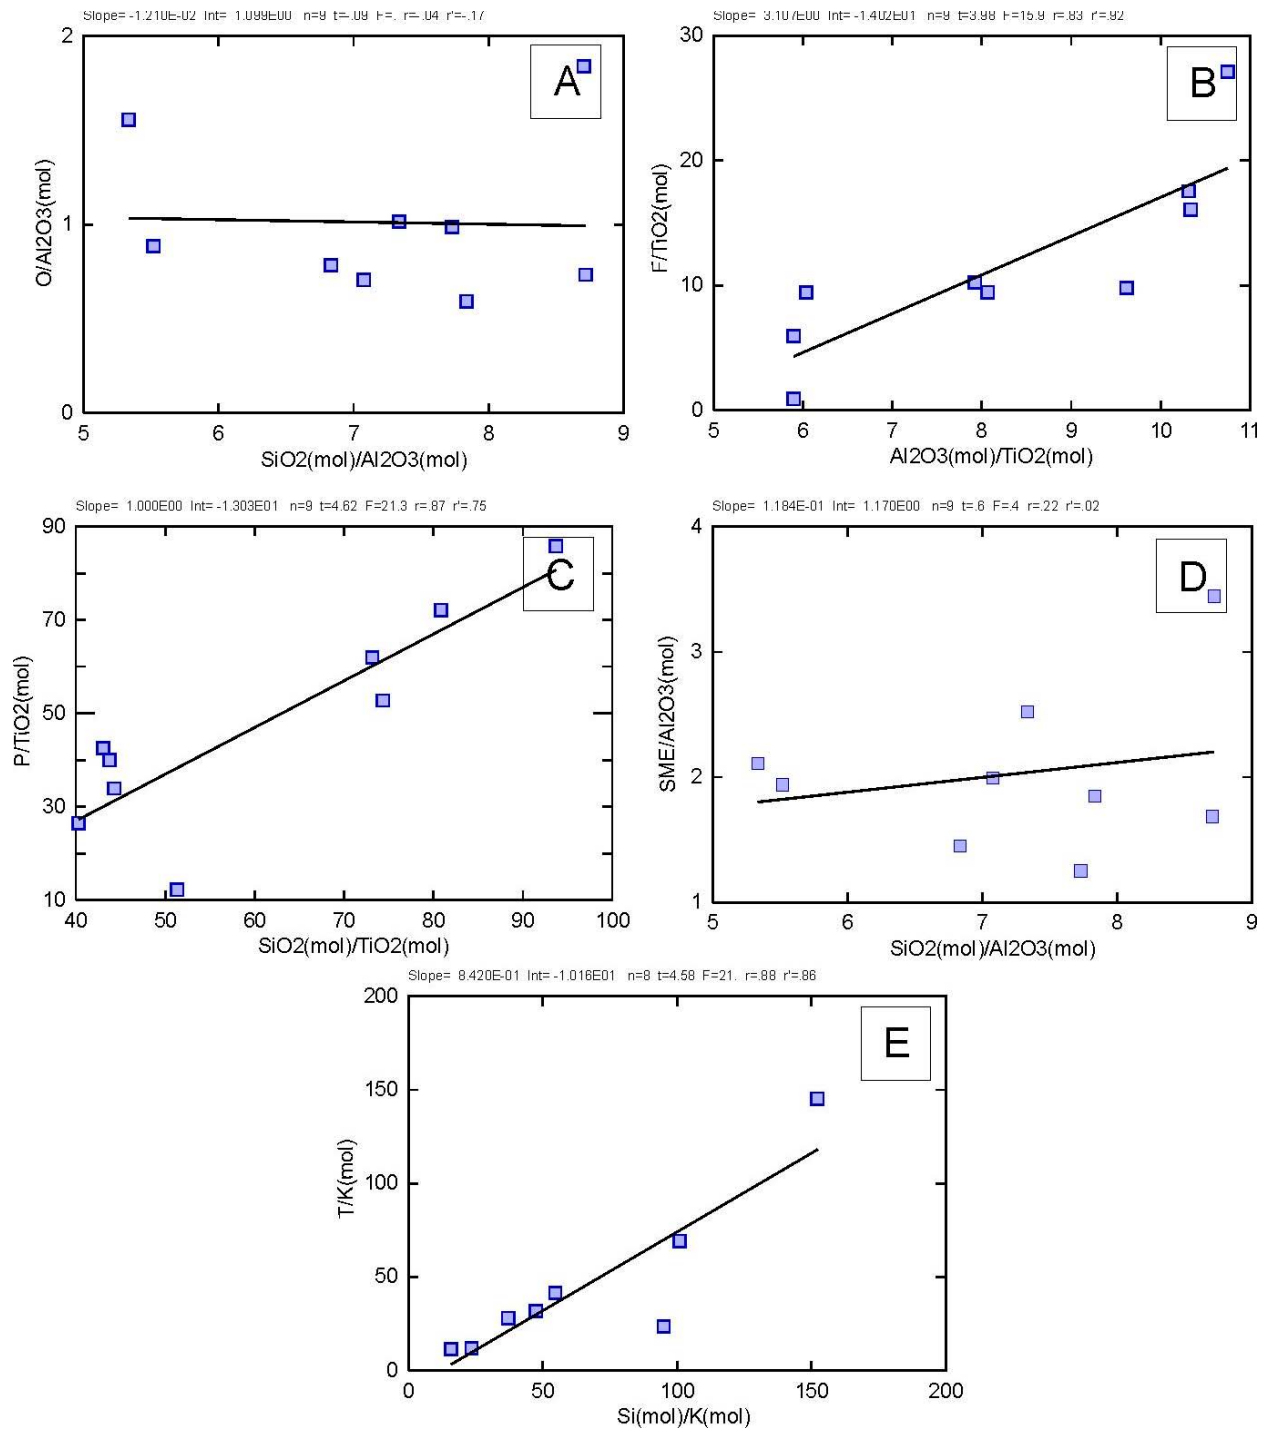 Slope= -1.210E-02 Int= 1.099E00 n=9 t=-.09 F=. r=-.04 r'=-.17
Slope= 3.107E00 Int= -1.402E01 n=9 t=3.98 F=15.9 r=.83 r'=.92
2
1
0
O/Al2O3(mol)
A
5 6 7 8 9
SiO2(mol)/Al2O3(mol)
30
20
10
0
F/TiO2(mol)
B
5 6 7 8 9 10 11
Al2O3(mol)/TiO2(mol)
Slope= 1.000E00 Int= -1.303E01 n=9 t=4.62 F=21.3 r=.87 r'=.75
90
70
50
30
10
P/TiO2(mol)
C
40 50 60 70 80 90 100
SiO2(mol)/TiO2(mol)
Slope= 1.184E-01 Int= 1.170E00 n=9 t=.6 F=.4 r=.22 r'=.02
4
3
2
1
SME/Al2O3(mol)
D
5 6 7 8 9
SiO2(mol)/Al2O3(mol)
Slope= 8.420E-01 Int= -1.016E01 n=8 t=4.58 F=21. r=.88 r'=.86
200
150
100
50
0
T/K(mol)
E
0 50 100 150 200
Si(mol)/K(mol)